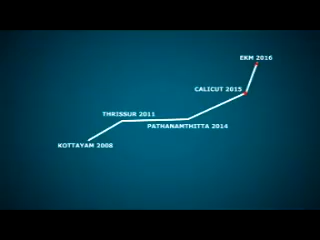 EKM 2016
CALICUT 2015
THRISSUR 2011
PATHANAMTHITTA 2014
KOTTAYAM 2008